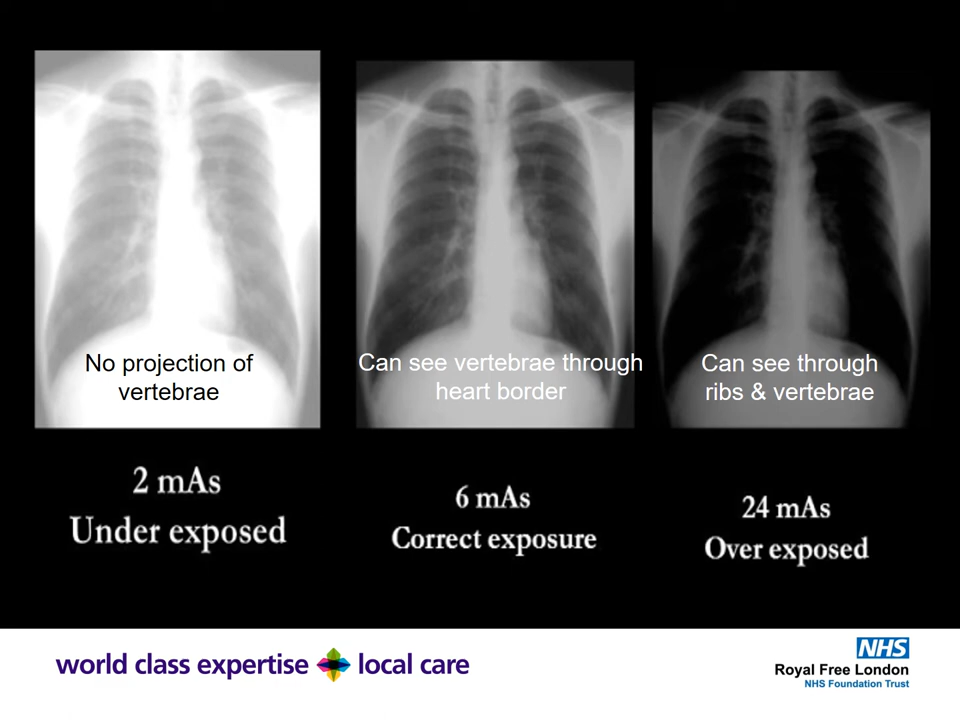 No projection of
vertebrae
Can see vertebrae through
heart border
Can see through
ribs & vertebrae
2 mAs
Under exposed
6 mAs
Correct exposure
24 mAs
Over exposed
world class expertise local care
NHS
Royal Free London
NHS Foundation Trust